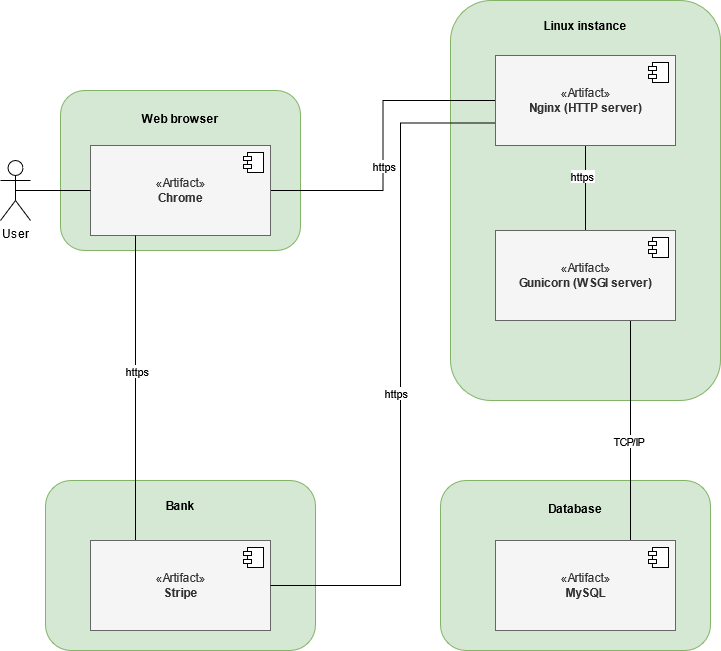 Linux instance
«Artifact»
Nginx (HTTP server)
Web browser
«Artifact»
Chrome
https
https
User
«Artifact»
Gunicorn (WSGI server)
https
https
TCP/IP
Bank
Database
«Artifact»
Stripe
«Artifact»
MySQL